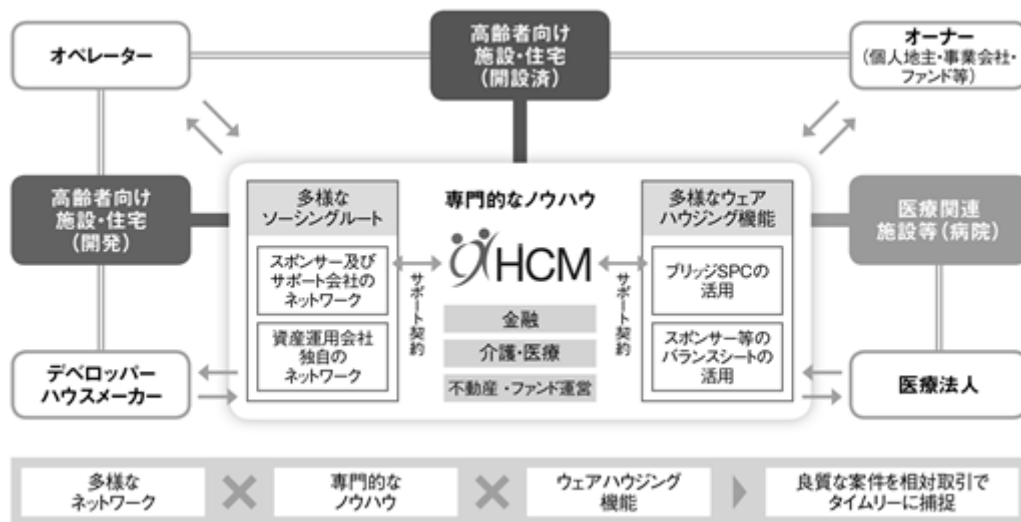 オペレーター
高齢者向け
施設・住宅
(開設済)
オーナー
(個人地主・事業会社・
ファンド等)
高齢者向け
施設・住宅
(開発)
多様な
ソーシングルート
スポンサー及び
サポート会社の
ネットワーク
資産運用会社
独自の
ネットワーク
サポート契約
専門的なノウハウ
HCM
金融
介護・医療
不動産・ファンド運営
サポート契約
多様なウェア
ハウジング機能
ブリッジSPCの
活用
スポンサー等の
バランスシートの
活用
医療関連
施設等(病院)
デベロッパー
ハウスメーカー
医療法人
多様な
ネットワーク
専門的な
ノウハウ
ウェアハウジング
機能
良質な案件を相対取引で
タイムリーに捕捉